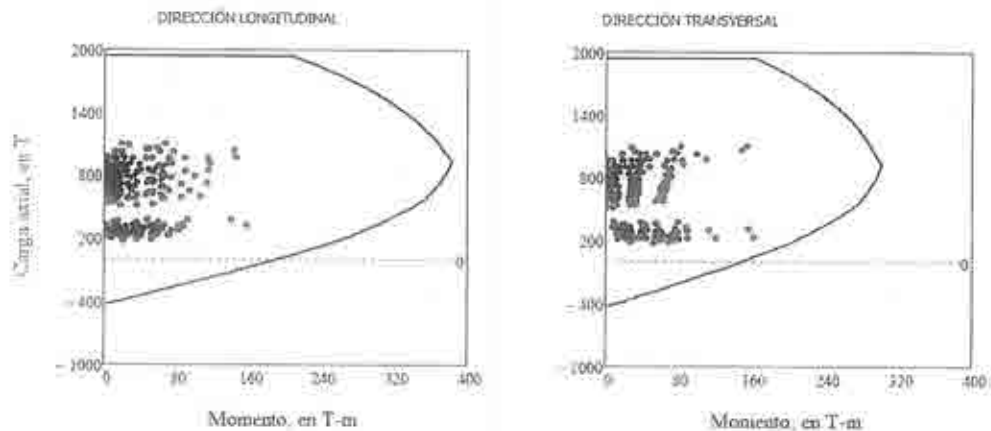 DIRECCIÓN LONGITUDINAL
2000
1400
800
200
-400
-1000
0
0 80 160 240 320 400
Carga axial, en T
Momento, en T-m
DIRECCIÓN TRANSVERSAL
2000
1400
800
200
-400
-1000
0
0 80 160 240 320 400
Momento, en T-m